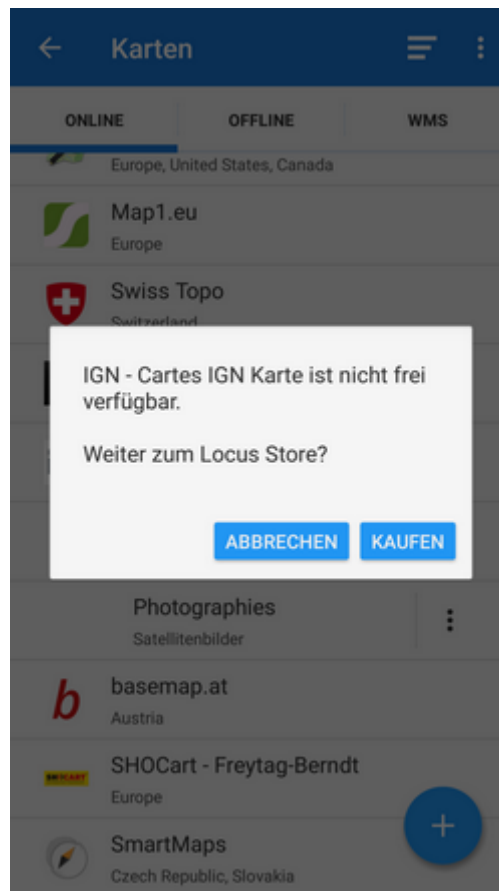 Karten
ONLINE OFFLINE WMS
Europe, United States, Canada
Map1.eu
Europe
Swiss Topo
Switzerland
IGN - Cartes IGN Karte ist nicht frei
verfügbar.
Weiter zum Locus Store?
ABBRECHEN KAUFEN
Photographies
Satellitenbilder
b basemap.at
Austria
SHOCart - Freytag-Berndt
SHOCART
Europe
SmartMaps
Czech Republic, Slovakia